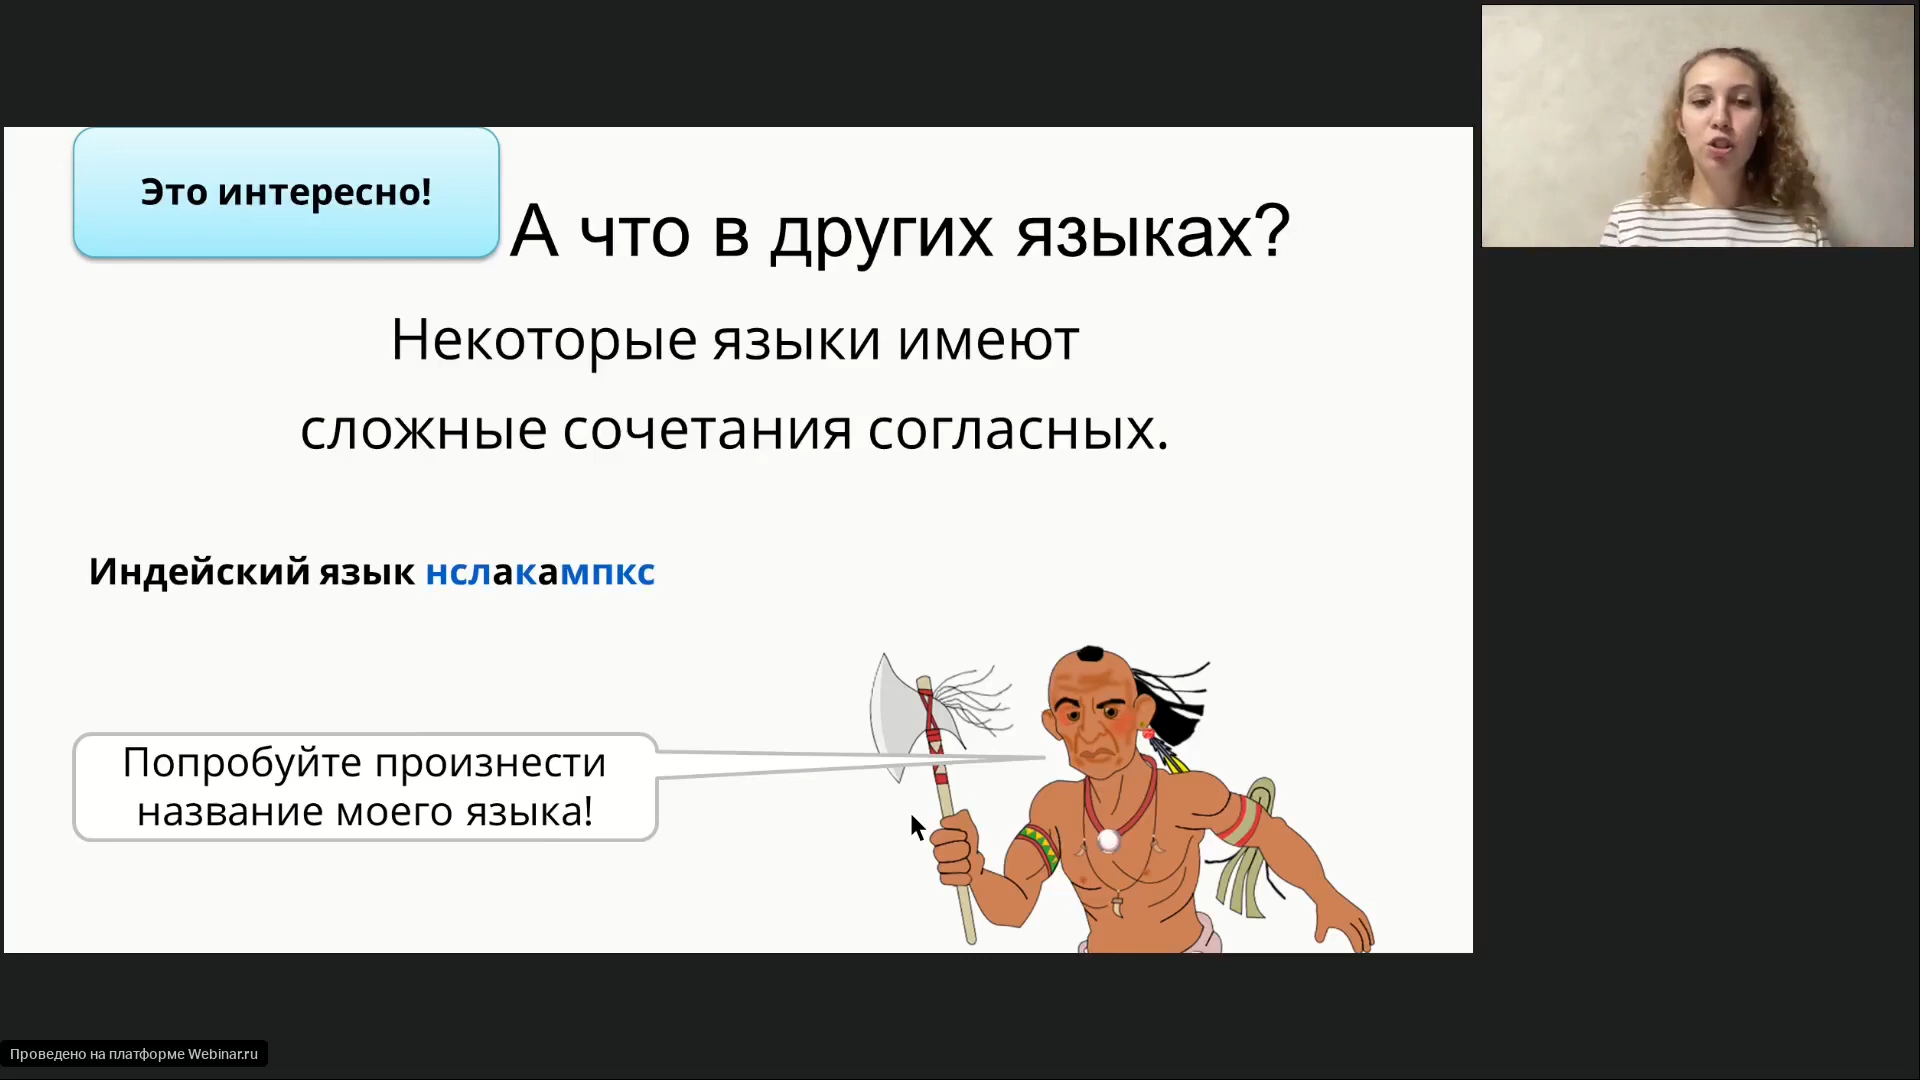 Это интересно!
А что в других языках?
Некоторые языки имеют
сложные сочетания согласных.
Индейский язык нслакампкс
Попробуйте произнести
название моего языка!
Проведено на платформе Webinar.ru